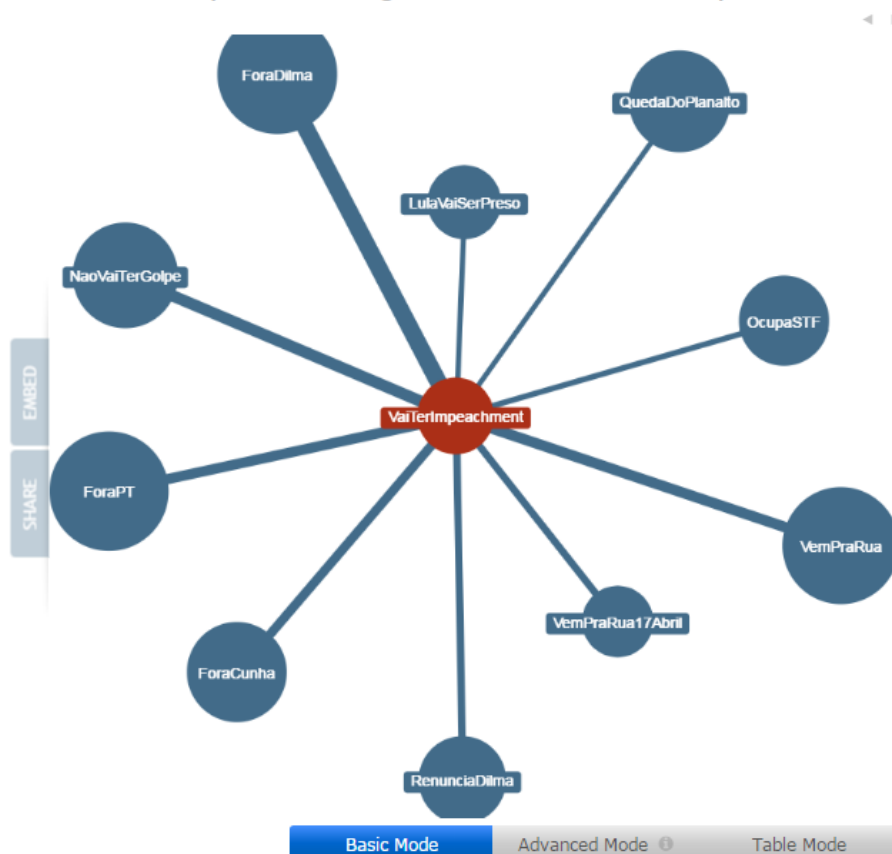 ForaDilma
QuedaDoPlanalto
LulaVaiSerPreso
NaoVaiTerGolpe
OcupaSTF
VaiTerImpeachment
EMBED
ForaPT
SHARE
VemPraRua
VemPraRua17Abril
ForaCunha
RenunciaDilma
Basic Mode
Advanced Mode
Table Mode